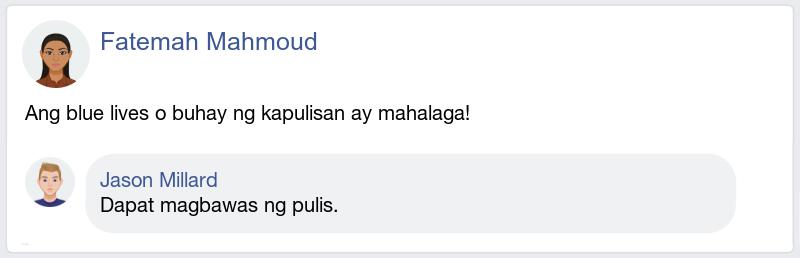 Fatemah Mahmoud
Ang blue lives o buhay ng kapulisan ay mahalaga!
Jason Millard
Dapat magbawas ng pulis.